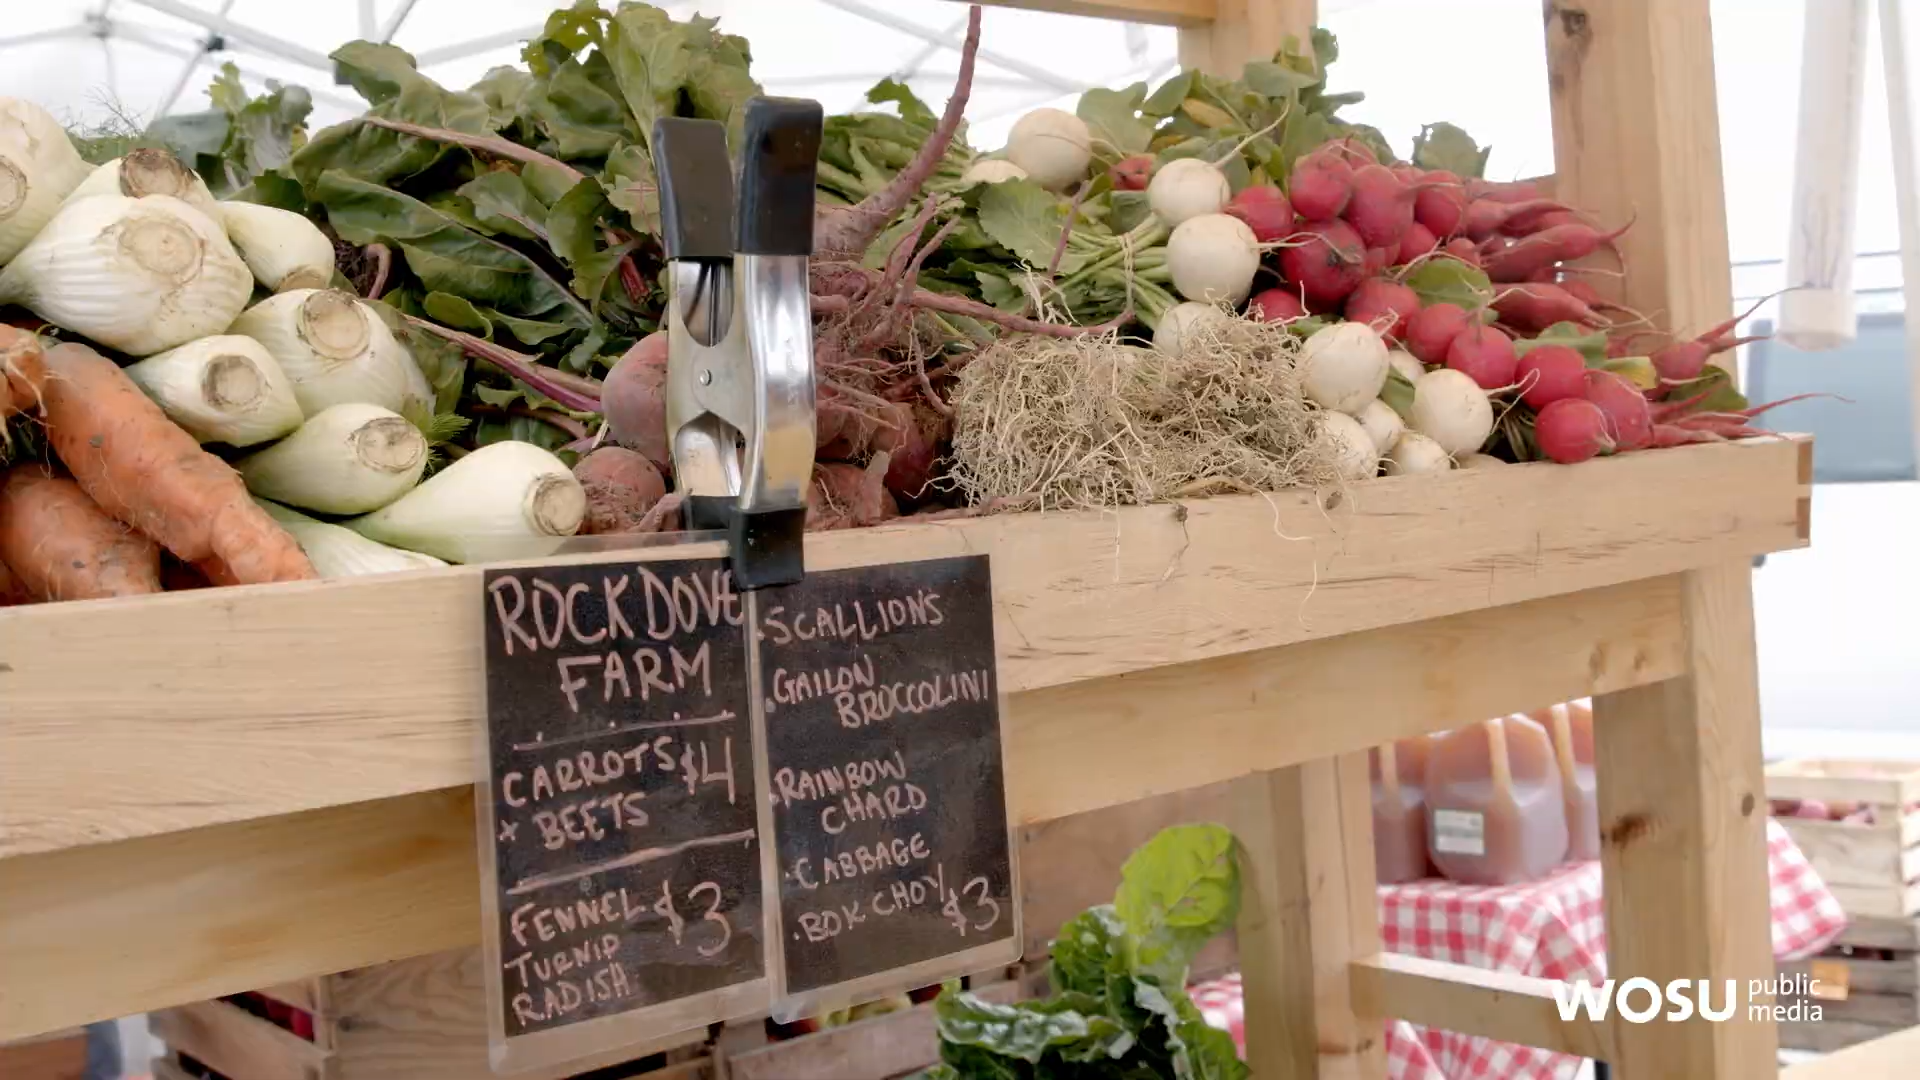 ROCK DOVE
FARM
CARROTS $4
+ BEETS
FENNEL $3
TURNIP
RADISH
·SCALLIONS
·GAILON
BROCCOLINI
·RAINBOW
CHARD
·CABBAGE
·BOK CHOY $3
WOSU public
media